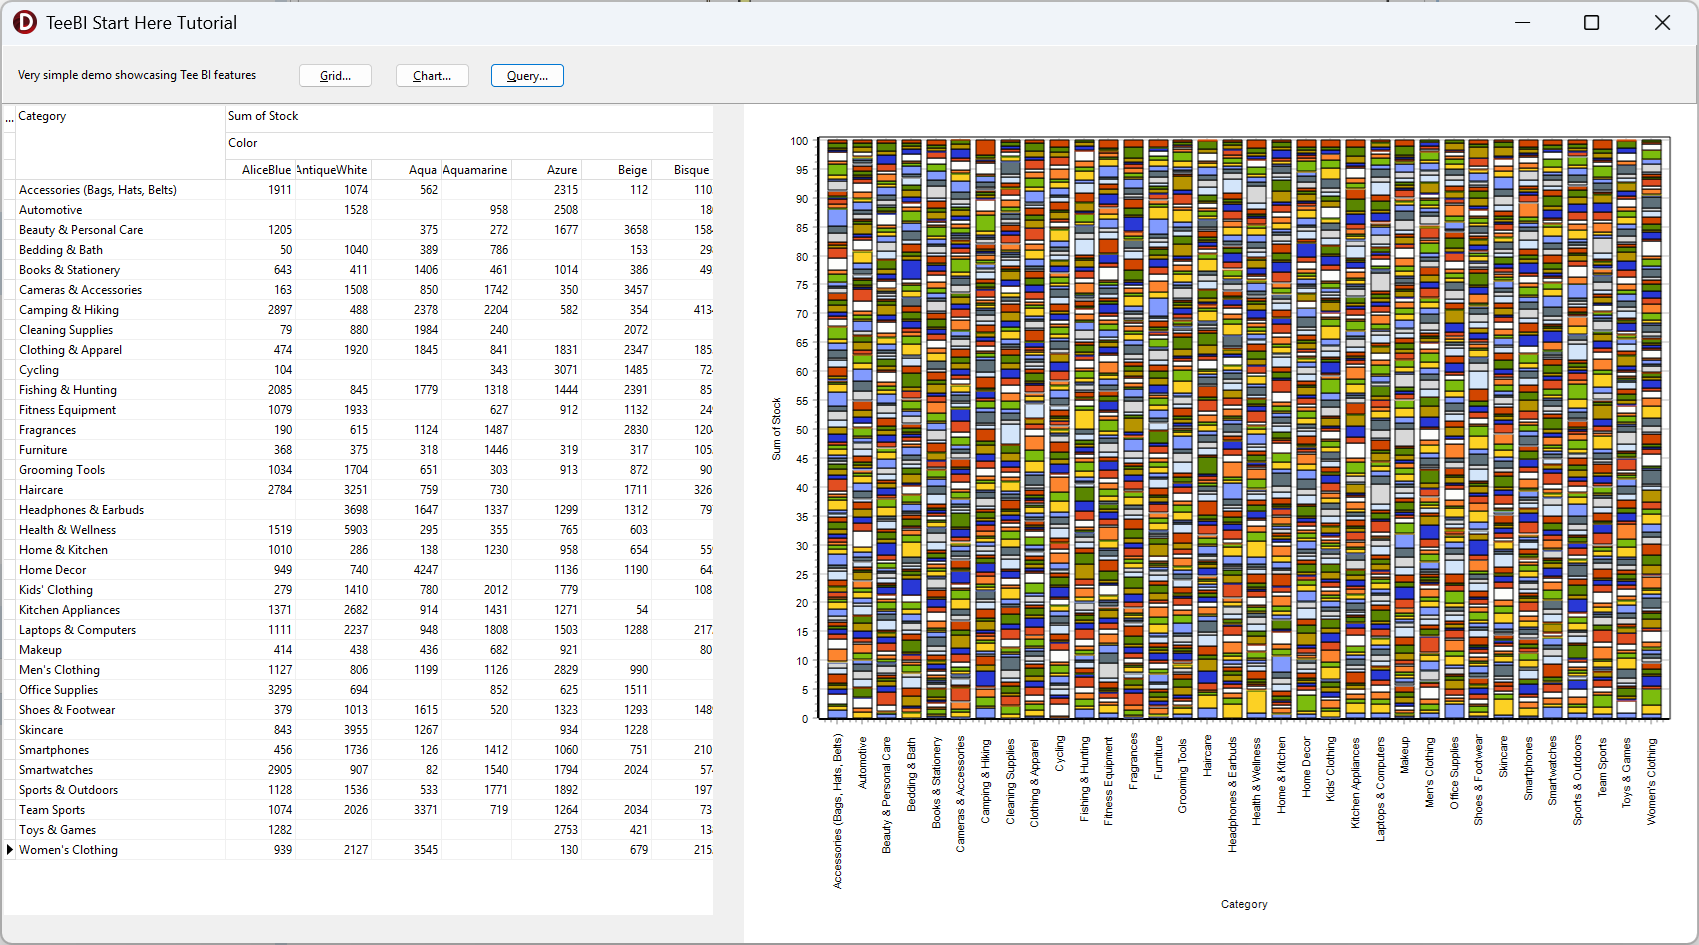 TeeBI Start Here Tutorial
Very simple demo showcasing Tee BI features
Grid...
Chart...
Query...
... Category Sum of Stock
Color
AliceBlue AntiqueWhite Aqua Aquamarine Azure Beige Bisque
Accessories (Bags, Hats, Belts) 1911 1074 562 2315 112 110
Automotive 1528 958 2508 18
Beauty & Personal Care 1205 375 272 1677 3658 158
Bedding & Bath 50 1040 389 786 153 29
Books & Stationery 643 411 1406 461 1014 386 49
Cameras & Accessories 163 1508 850 1742 350 3457
Camping & Hiking 2897 488 2378 2204 582 354 413
Cleaning Supplies 79 880 1984 240 2072
Clothing & Apparel 474 1920 1845 841 1831 2347 185
Cycling 104 343 3071 1485 72
Fishing & Hunting 2085 845 1779 1318 1444 2391 85
Fitness Equipment 1079 1933 627 912 1132 24
Fragrances 190 615 1124 1487 2830 120
Furniture 368 375 318 1446 319 317 105
Grooming Tools 1034 1704 651 303 913 872 90
Haircare 2784 3251 759 730 1711 326
Headphones & Earbuds 3698 1647 1337 1299 1312 79
Health & Wellness 1519 5903 295 355 765 603
Home & Kitchen 1010 286 138 1230 958 654 55
Home Decor 949 740 4247 1136 1190 64
Kids' Clothing 279 1410 780 2012 779 108
Kitchen Appliances 1371 2682 914 1431 1271 54
Laptops & Computers 1111 2237 948 1808 1503 1288 217
Makeup 414 438 436 682 921 80
Men's Clothing 1127 806 1199 1126 2829 990
Office Supplies 3295 694 852 625 1511
Shoes & Footwear 379 1013 1615 520 1323 1293 148
Skincare 843 3955 1267 934 1228
Smartphones 456 1736 126 1412 1060 751 210
Smartwatches 2905 907 82 1540 1794 2024 57
Sports & Outdoors 1128 1536 533 1771 1892 197
Team Sports 1074 2026 3371 719 1264 2034 73
Toys & Games 1282 2753 421 13
Women's Clothing 939 2127 3545 130 679 215
Sum of Stock
100
95
90
85
80
75
70
65
60
55
50
45
40
35
30
25
20
15
10
5
0
Accessories (Bags, Hats, Belts)
Automotive
Beauty & Personal Care
Bedding & Bath
Books & Stationery
Cameras & Accessories
Camping & Hiking
Cleaning Supplies
Clothing & Apparel
Cycling
Fishing & Hunting
Fitness Equipment
Fragrances
Furniture
Grooming Tools
Haircare
Headphones & Earbuds
Health & Wellness
Home & Kitchen
Home Decor
Kids' Clothing
Kitchen Appliances
Laptops & Computers
Makeup
Men's Clothing
Office Supplies
Shoes & Footwear
Skincare
Smartphones
Smartwatches
Sports & Outdoors
Team Sports
Toys & Games
Women's Clothing
Category